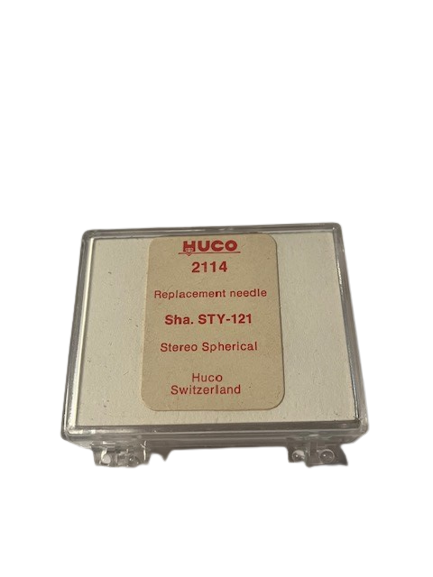 HUCO
2114
Replacement needle
Sha. STY-121
Stereo Spherical
Huco
Switzerland